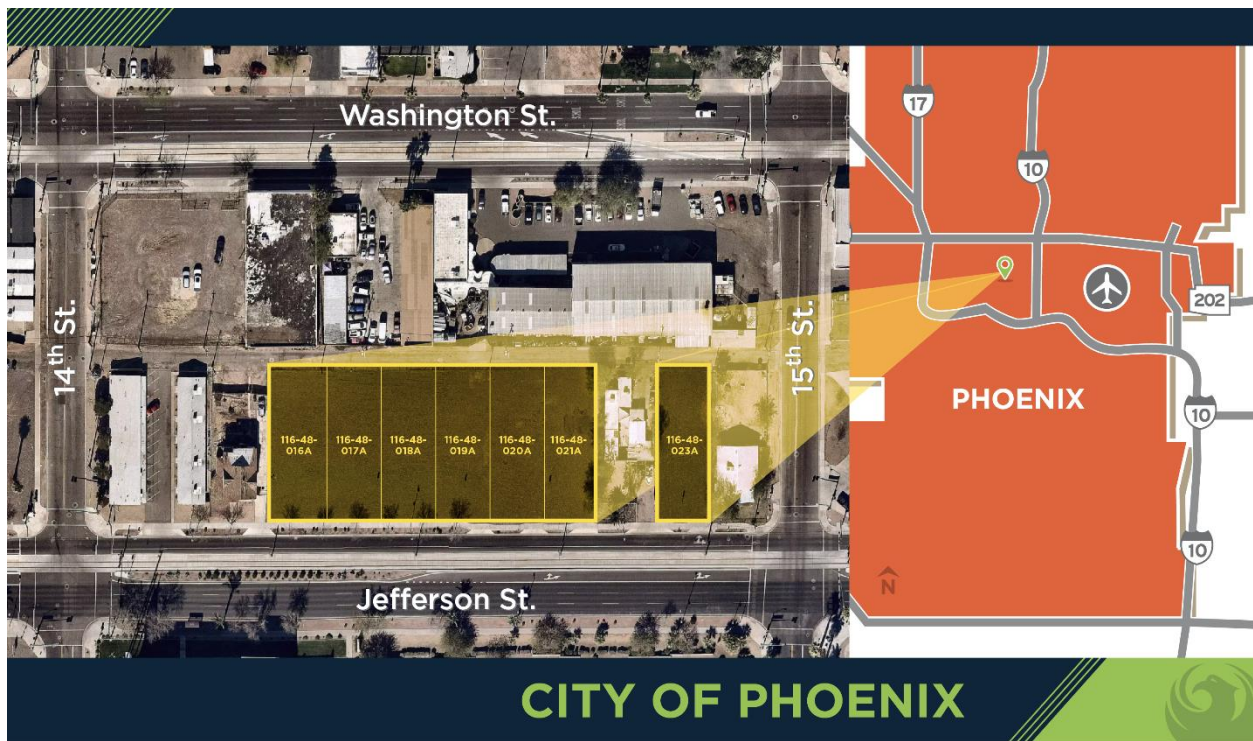 Washington St.
14th St.
15th St.
116-48-
016A
116-48-
017A
116-48-
018A
116-48-
019A
116-48-
020A
116-48-
021A
116-48-
023A
Jefferson St.
17
10
202
PHOENIX
10
10
N
CITY OF PHOENIX